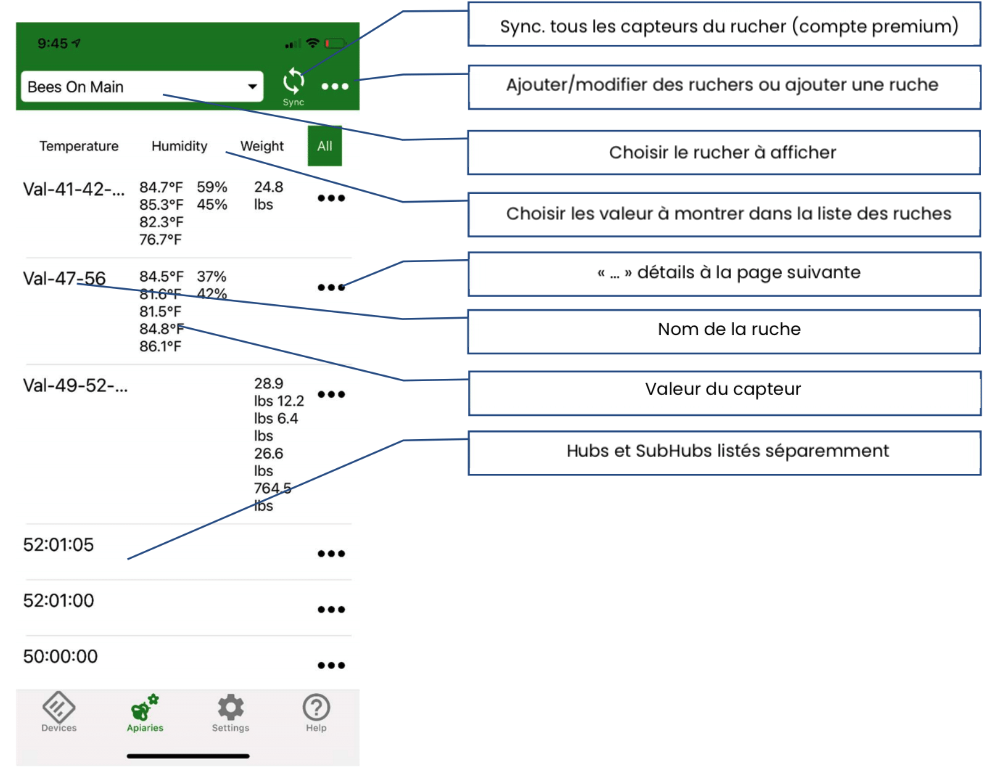 9:45
Bees On Main
Sync
Temperature Humidity Weight All
Val-41-42-... 84.7°F 59% 24.8
85.3°F 45% lbs
82.3°F
76.7°F
Val-47-56 84.5°F 37%
81.6°F 42%
81.5°F
84.8°F
86.1°F
Val-49-52-... 28.9
lbs 12.2
lbs 6.4
lbs
26.6
lbs
764.5
lbs
52:01:05
52:01:00
50:00:00
Devices Apiaries Settings Help
Sync. tous les capteurs du rucher (compte premium)
Ajouter/modifier des ruchers ou ajouter une ruche
Choisir le rucher à afficher
Choisir les valeur à montrer dans la liste des ruches
« ... » détails à la page suivante
Nom de la ruche
Valeur du capteur
Hubs et SubHubs listés séparemment